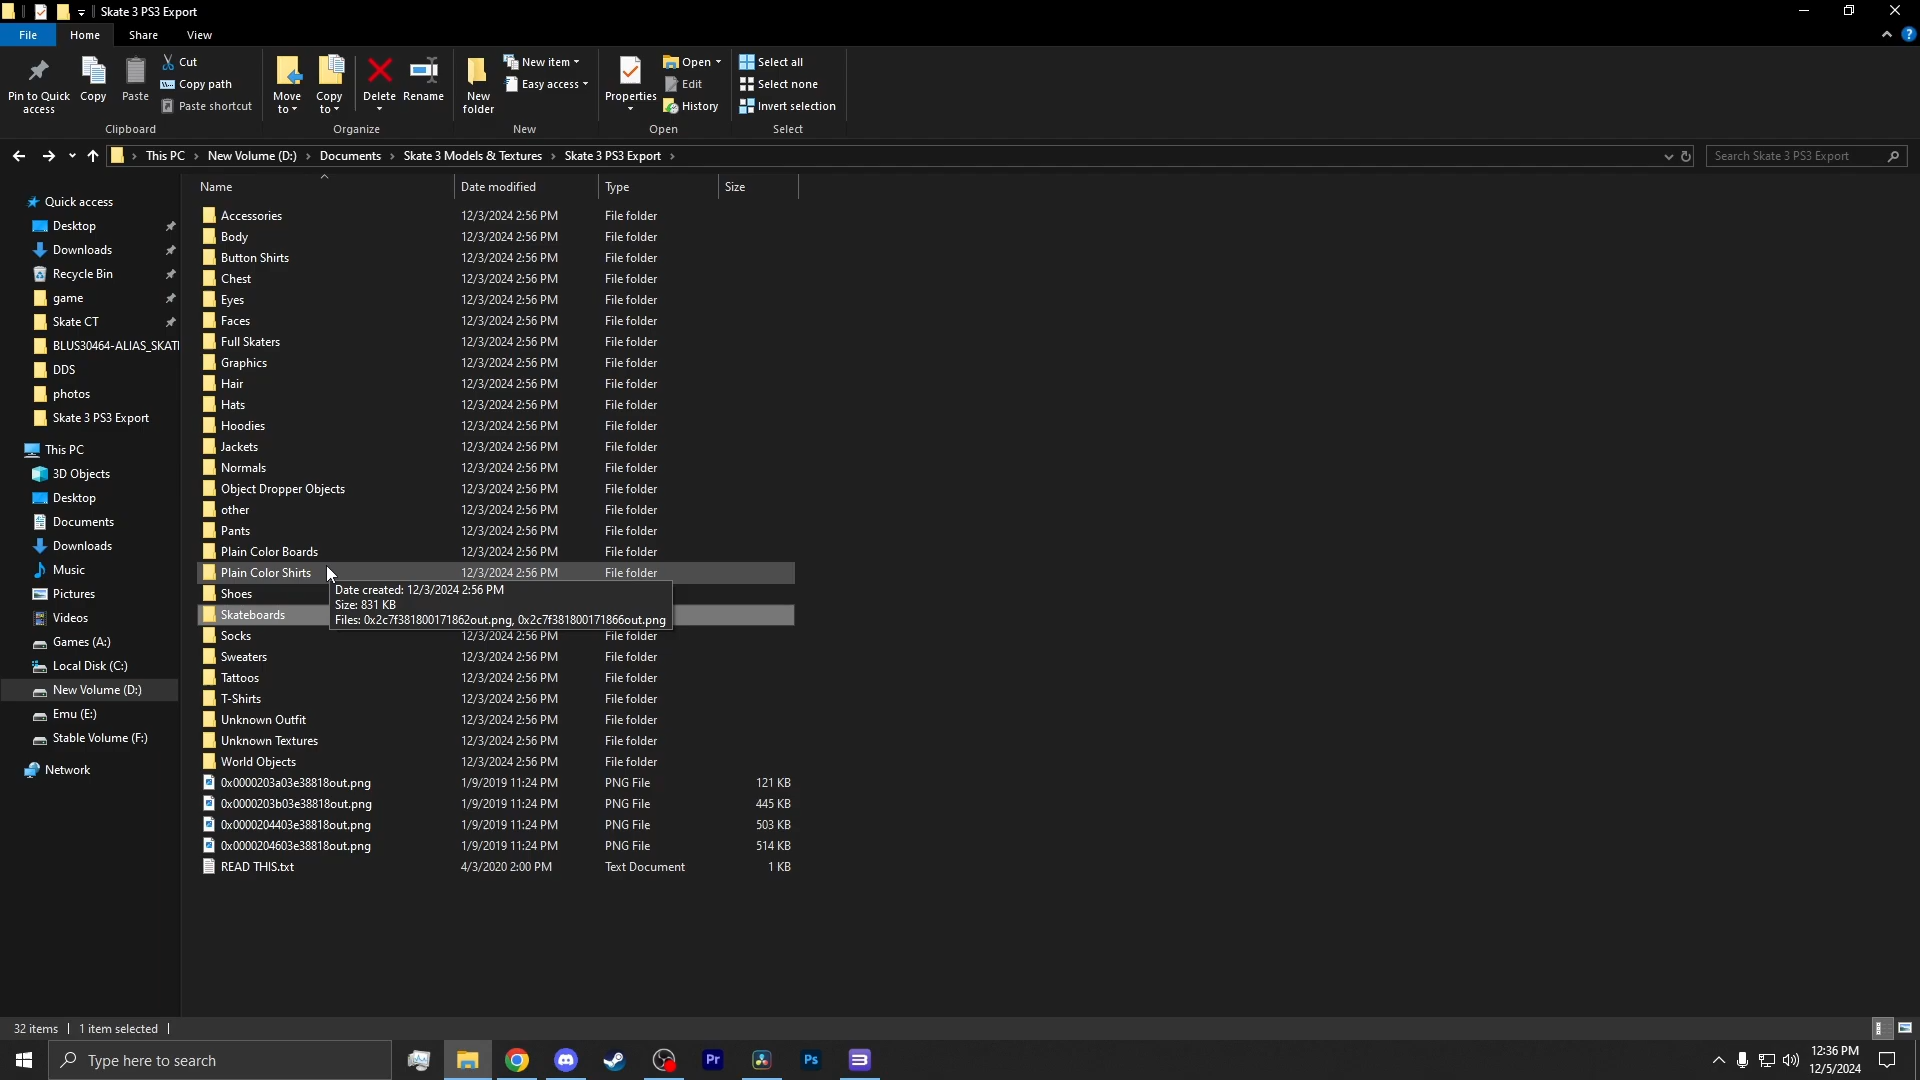 Skate 3 PS3 Export
File Home Share View
Pin to Quick access
Copy
Paste
Cut
Copy path
Paste shortcut
Clipboard
Move to
Copy to
Delete
Rename
Organize
New folder
New item
Easy access
New
Properties
Open
Edit
History
Open
Select all
Select none
Invert selection
Select
This PC > New Volume (D:) > Documents > Skate 3 Models & Textures > Skate 3 PS3 Export >
Search Skate 3 PS3 Export
Quick access
Desktop
Downloads
Recycle Bin
game
Skate CT
BLUS30464-ALIAS_SKAT
DDS
photos
Skate 3 PS3 Export
This PC
3D Objects
Desktop
Documents
Downloads
Music
Pictures
Videos
Games (A:)
Local Disk (C:)
New Volume (D:)
Emu (E:)
Stable Volume (F:)
Network
Name Date modified Type Size
Accessories 12/3/2024 2:56 PM File folder
Body 12/3/2024 2:56 PM File folder
Button Shirts 12/3/2024 2:56 PM File folder
Chest 12/3/2024 2:56 PM File folder
Eyes 12/3/2024 2:56 PM File folder
Faces 12/3/2024 2:56 PM File folder
Full Skaters 12/3/2024 2:56 PM File folder
Graphics 12/3/2024 2:56 PM File folder
Hair 12/3/2024 2:56 PM File folder
Hats 12/3/2024 2:56 PM File folder
Hoodies 12/3/2024 2:56 PM File folder
Jackets 12/3/2024 2:56 PM File folder
Normals 12/3/2024 2:56 PM File folder
Object Dropper Objects 12/3/2024 2:56 PM File folder
other 12/3/2024 2:56 PM File folder
Pants 12/3/2024 2:56 PM File folder
Plain Color Boards 12/3/2024 2:56 PM File folder
Plain Color Shirts 12/3/2024 2:56 PM File folder
Shoes
Skateboards
Date created: 12/3/2024 2:56 PM
Size: 831 KB
Files: 0x2c7f381800171862out.png, 0x2c7f381800171866out.png
Socks 12/3/2024 2:56 PM File folder
Sweaters 12/3/2024 2:56 PM File folder
Tattoos 12/3/2024 2:56 PM File folder
T-Shirts 12/3/2024 2:56 PM File folder
Unknown Outfit 12/3/2024 2:56 PM File folder
Unknown Textures 12/3/2024 2:56 PM File folder
World Objects 12/3/2024 2:56 PM File folder
0x0000203a03e38818out.png 1/9/2019 11:24 PM PNG File 121 KB
0x0000203b03e38818out.png 1/9/2019 11:24 PM PNG File 445 KB
0x0000204403e38818out.png 1/9/2019 11:24 PM PNG File 503 KB
0x0000204603e38818out.png 1/9/2019 11:24 PM PNG File 514 KB
READ THIS.txt 4/3/2020 2:00 PM Text Document 1 KB
32 items 1 item selected
Type here to search
Pr
Ps
12:36 PM
12/5/2024